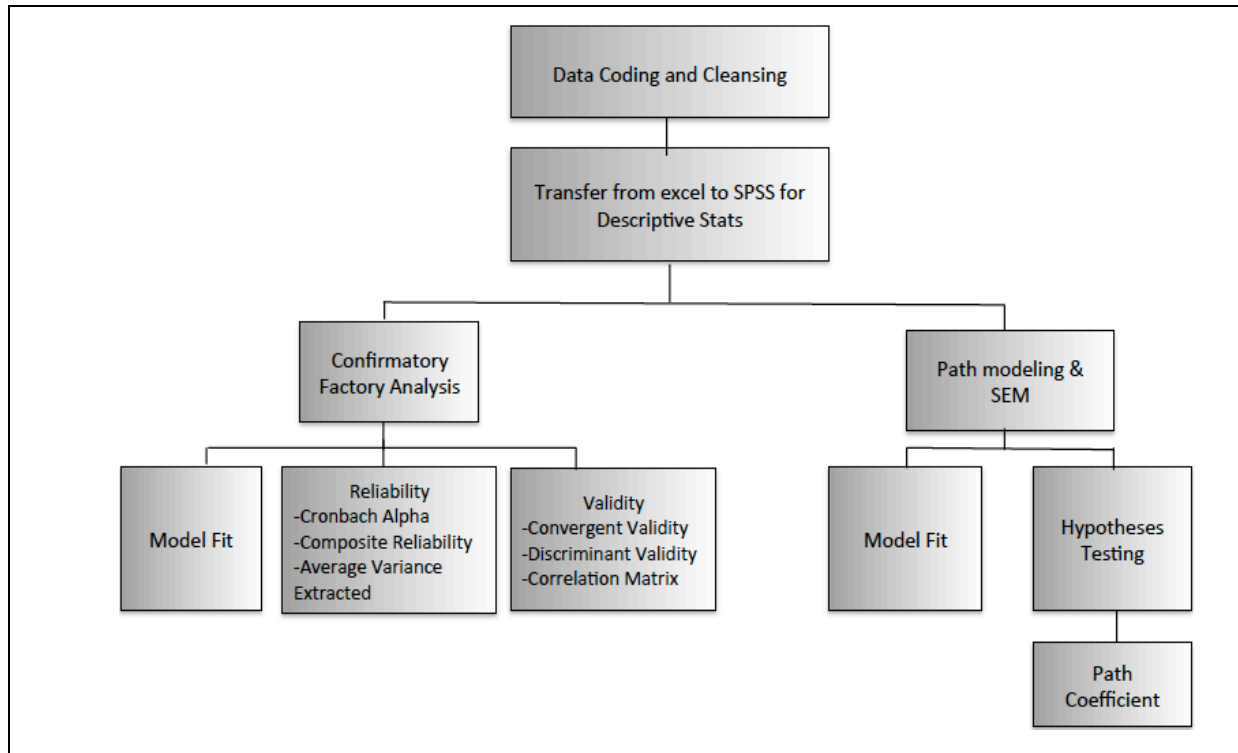 Data Coding and Cleansing
Transfer from excel to SPSS for
Descriptive Stats
Confirmatory
Factory Analysis
Path modeling &
SEM
Model Fit
Reliability
-Cronbach Alpha
-Composite Reliability
-Average Variance
Extracted
Validity
-Convergent Validity
-Discriminant Validity
-Correlation Matrix
Model Fit
Hypotheses
Testing
Path
Coefficient